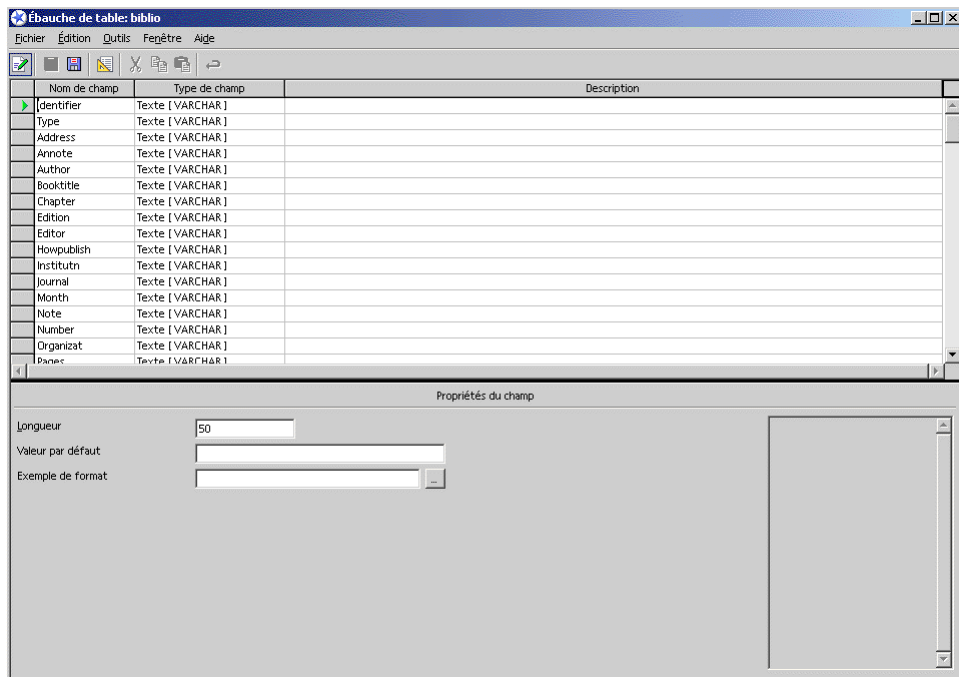 Ébauche de table: biblio
Fichier Édition Outils Fenêtre Aide
Nom de champ Type de champ Description
Identifier Texte [ VARCHAR ]
Type Texte [ VARCHAR ]
Address Texte [ VARCHAR ]
Annote Texte [ VARCHAR ]
Author Texte [ VARCHAR ]
Booktitle Texte [ VARCHAR ]
Chapter Texte [ VARCHAR ]
Edition Texte [ VARCHAR ]
Editor Texte [ VARCHAR ]
Howpublish Texte [ VARCHAR ]
Institutn Texte [ VARCHAR ]
Journal Texte [ VARCHAR ]
Month Texte [ VARCHAR ]
Note Texte [ VARCHAR ]
Number Texte [ VARCHAR ]
Organizat Texte [ VARCHAR ]
Pages Texte [ VARCHAR ]
Propriétés du champ
Longueur 50
Valeur par défaut
Exemple de format ...